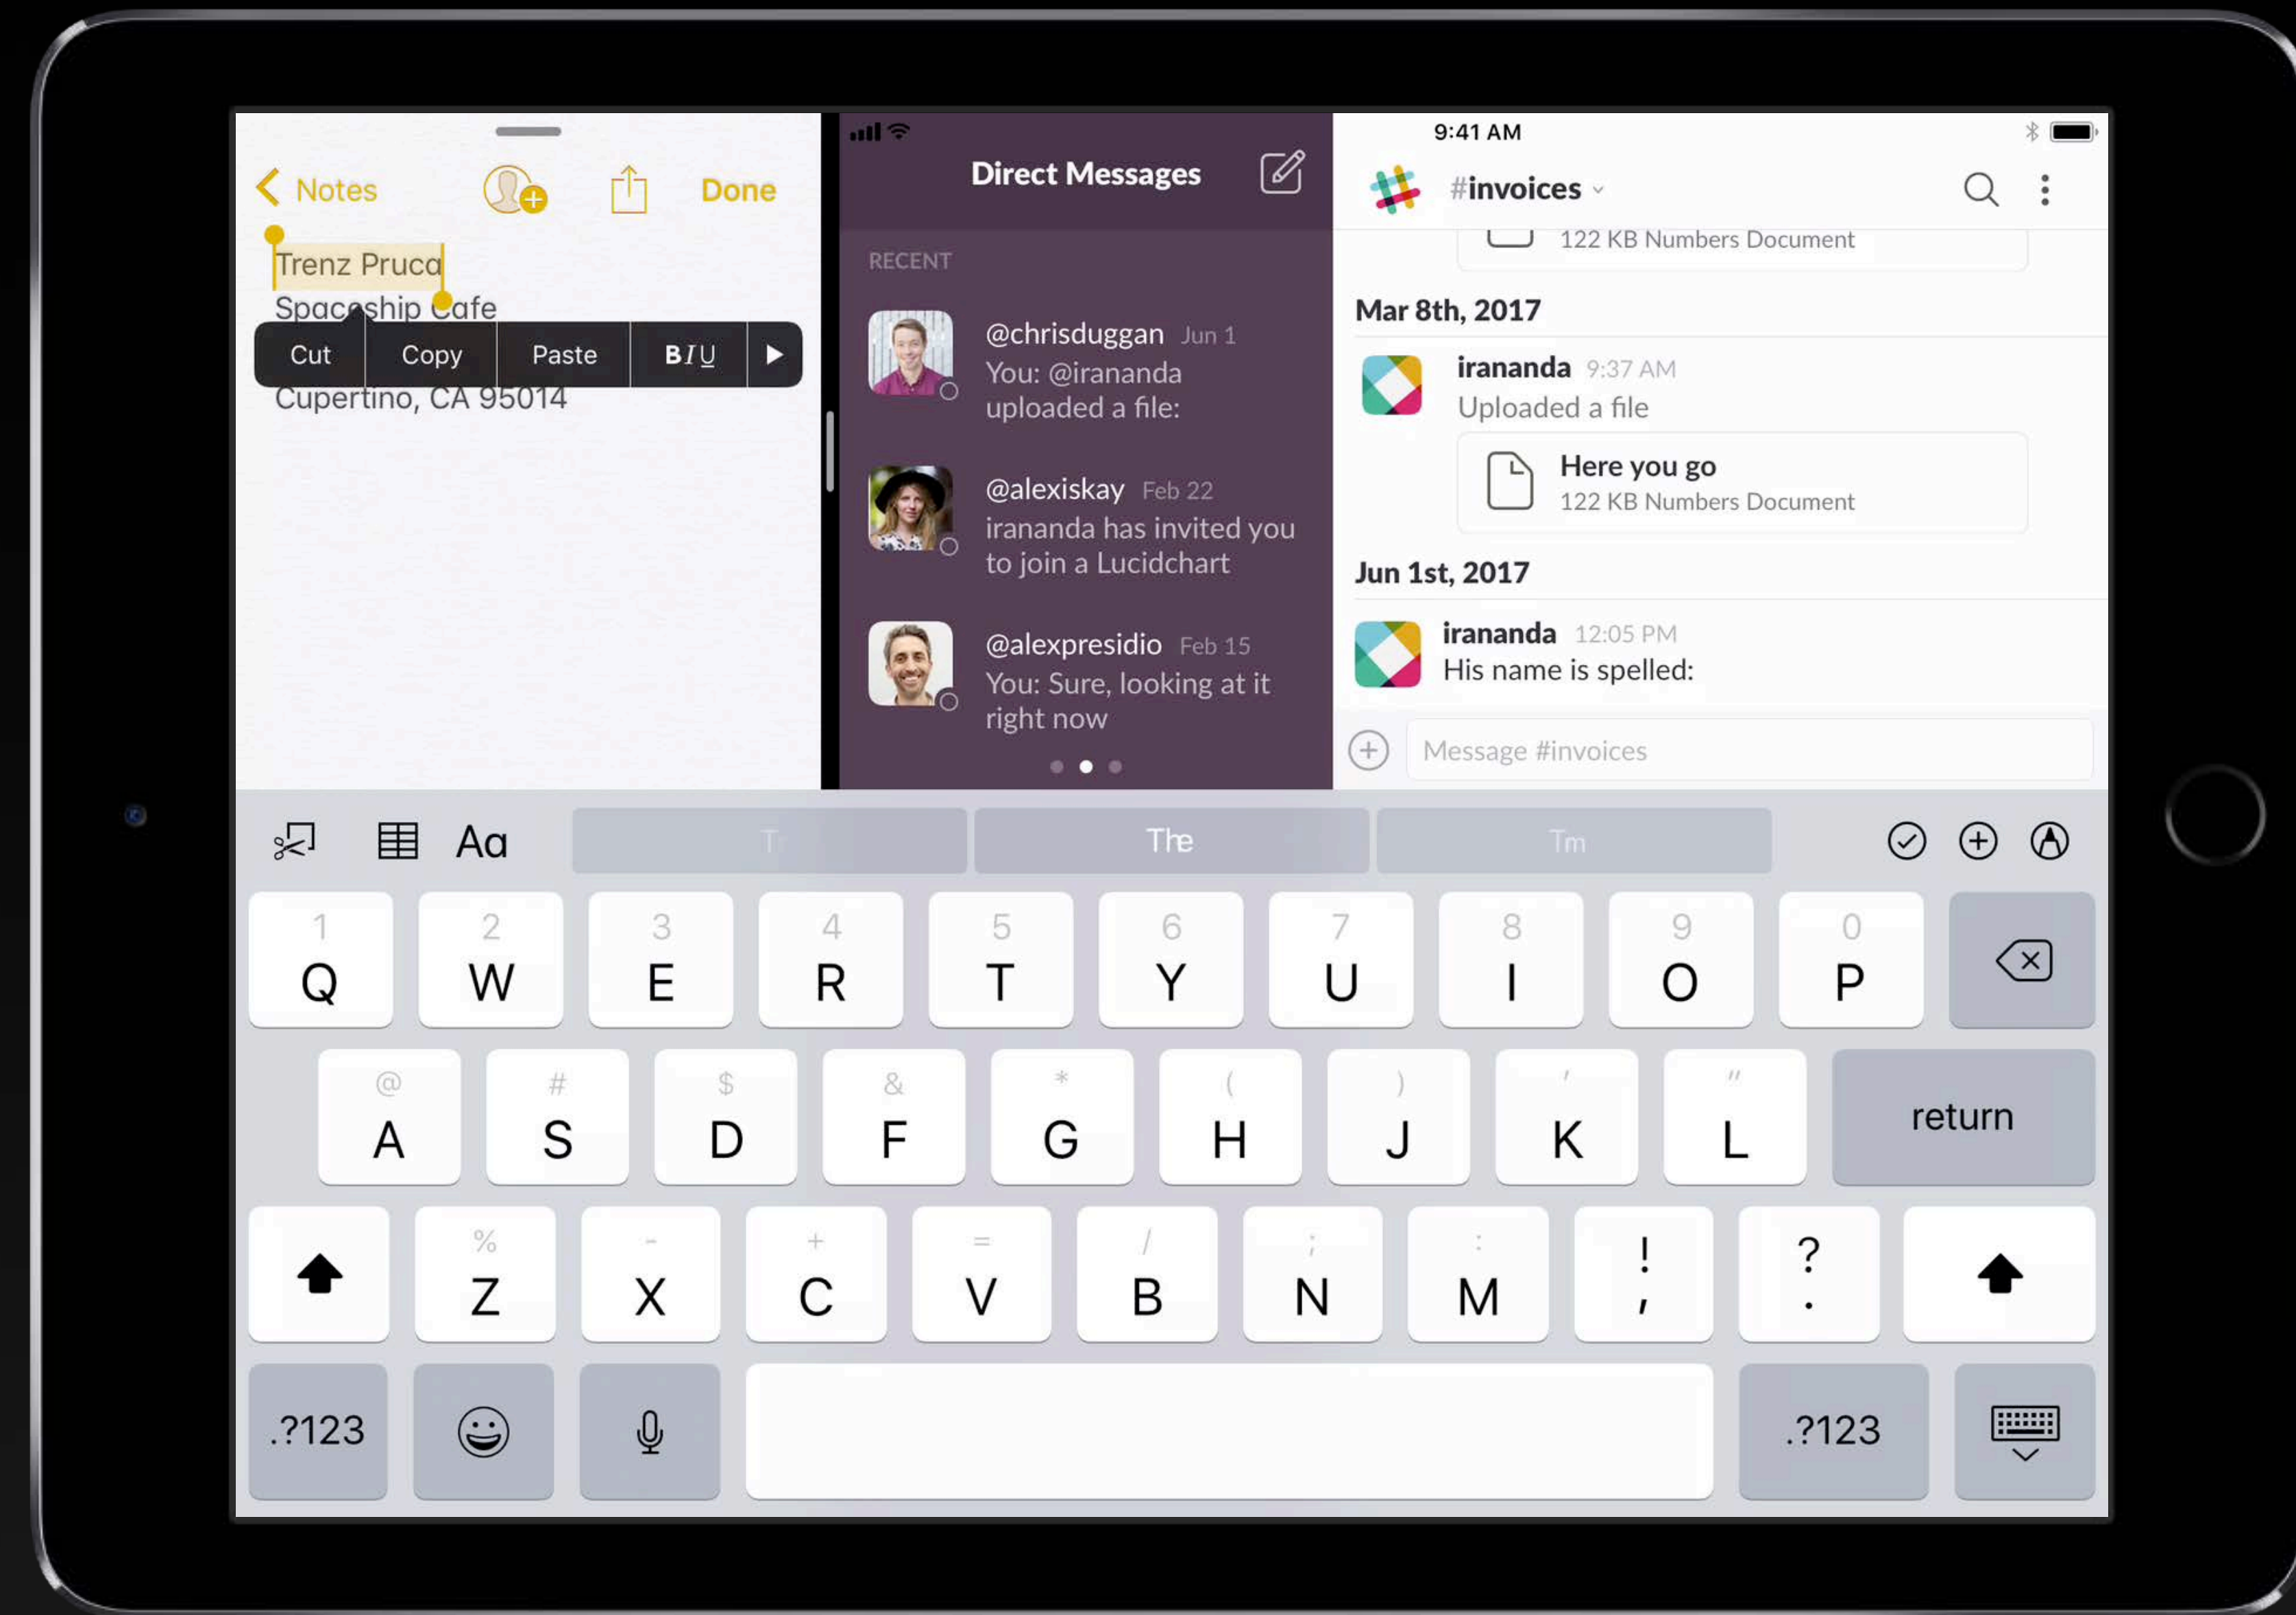 Notes
Done
Trenz Pruca
Spaceship Cafe
Cut Copy Paste BIU
Cupertino, CA 95014
Direct Messages
RECENT
@chrisduggan Jun 1
You: @irananda
uploaded a file:
@alexiskay Feb 22
irananda has invited you
to join a Lucidchart
@alexpresidio Feb 15
You: Sure, looking at it
right now
9:41 AM
#invoices
122 KB Numbers Document
Mar 8th, 2017
irananda 9:37 AM
Uploaded a file
Here you go
122 KB Numbers Document
Jun 1st, 2017
irananda 12:05 PM
His name is spelled:
Message #invoices
Aa The Tm
1 2 3 4 5 6 7 8 9 0
Q W E R T Y U I O P
@ # $ & * ( ) ' "
A S D F G H J K L
return
% - + = / ; : ! ?
Z X C V B N M , .
.?123 .?123